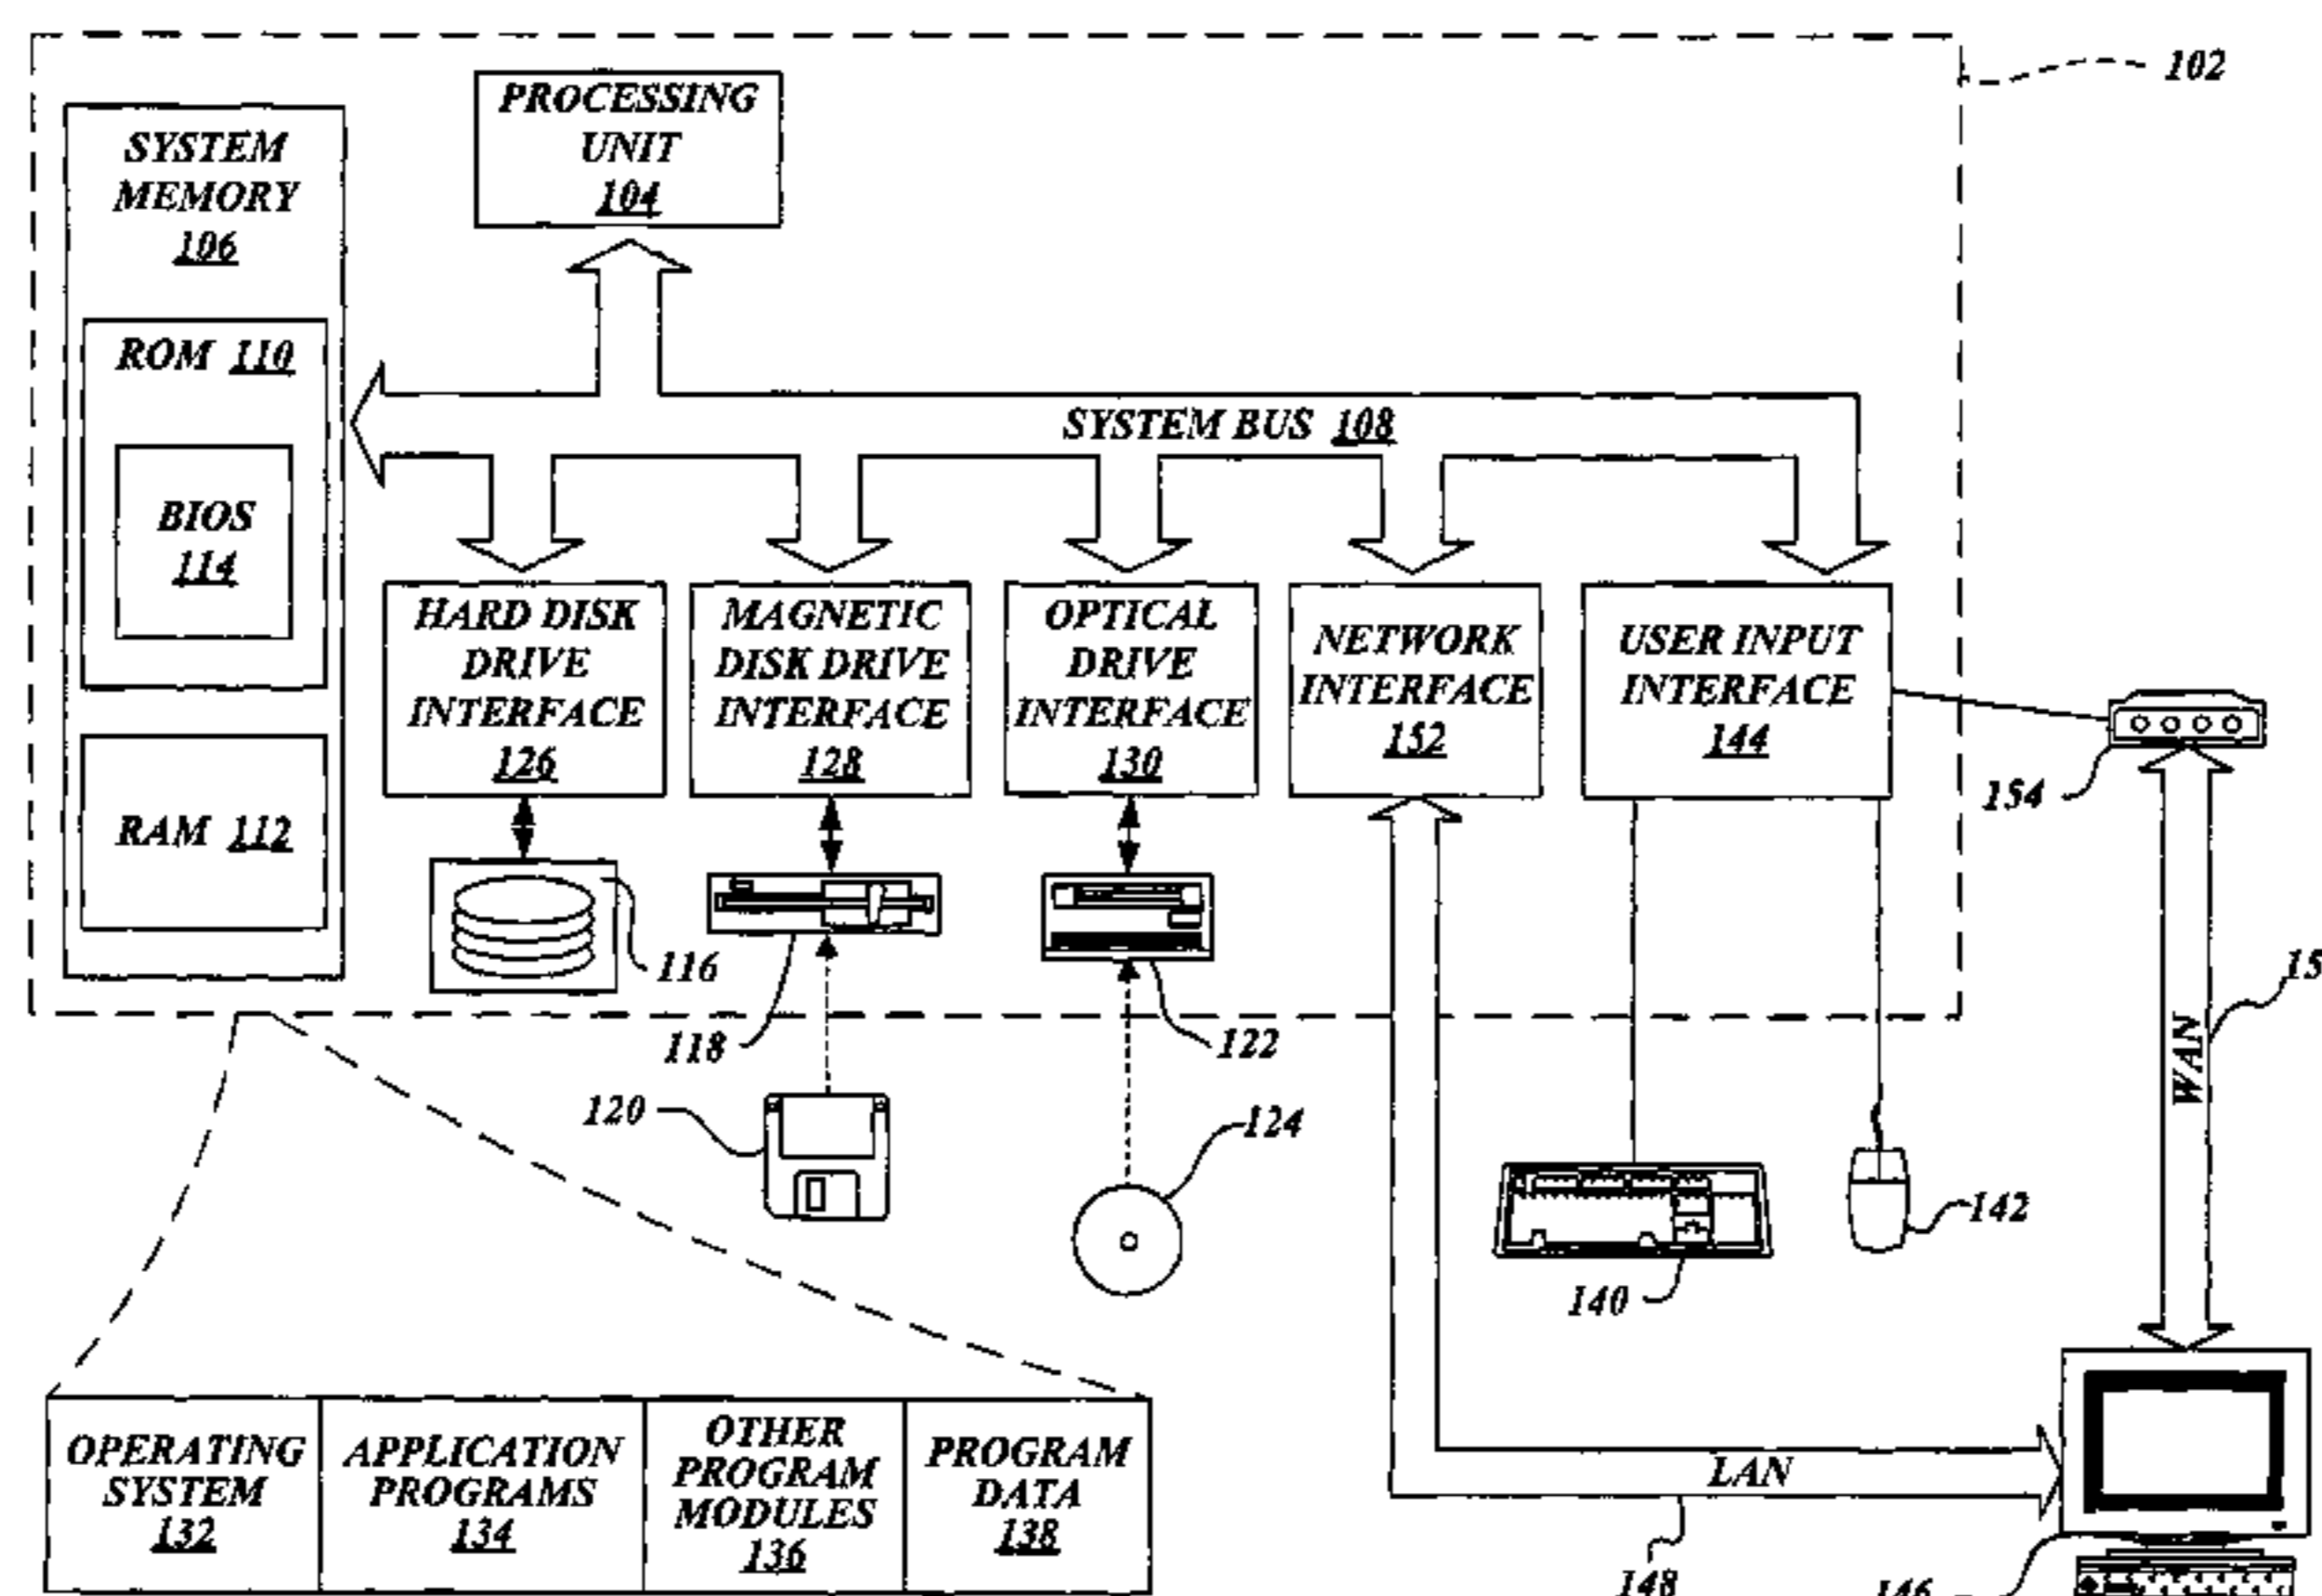 102
PROCESSING
UNIT
104
SYSTEM
MEMORY
106
ROM 110
BIOS
114
RAM 112
SYSTEM BUS 108
HARD DISK
DRIVE
INTERFACE
126
MAGNETIC
DISK DRIVE
INTERFACE
128
OPTICAL
DRIVE
INTERFACE
130
NETWORK
INTERFACE
152
USER INPUT
INTERFACE
144
154
116
118
122
120
124
140
142
15
WAN
LAN
148
146
OPERATING
SYSTEM
132
APPLICATION
PROGRAMS
134
OTHER
PROGRAM
MODULES
136
PROGRAM
DATA
138